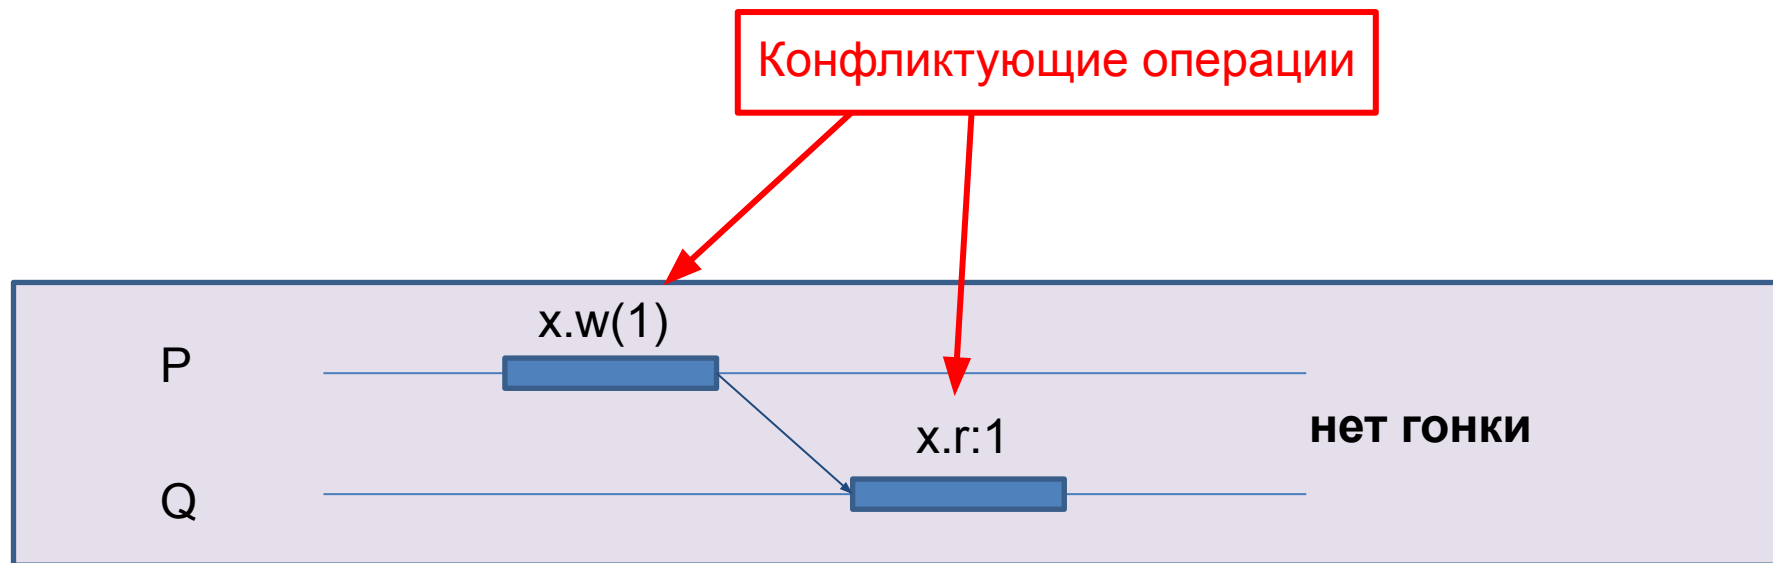 Конфликтующие операции
x.w(1)
P
x.r:1
нет гонки
Q